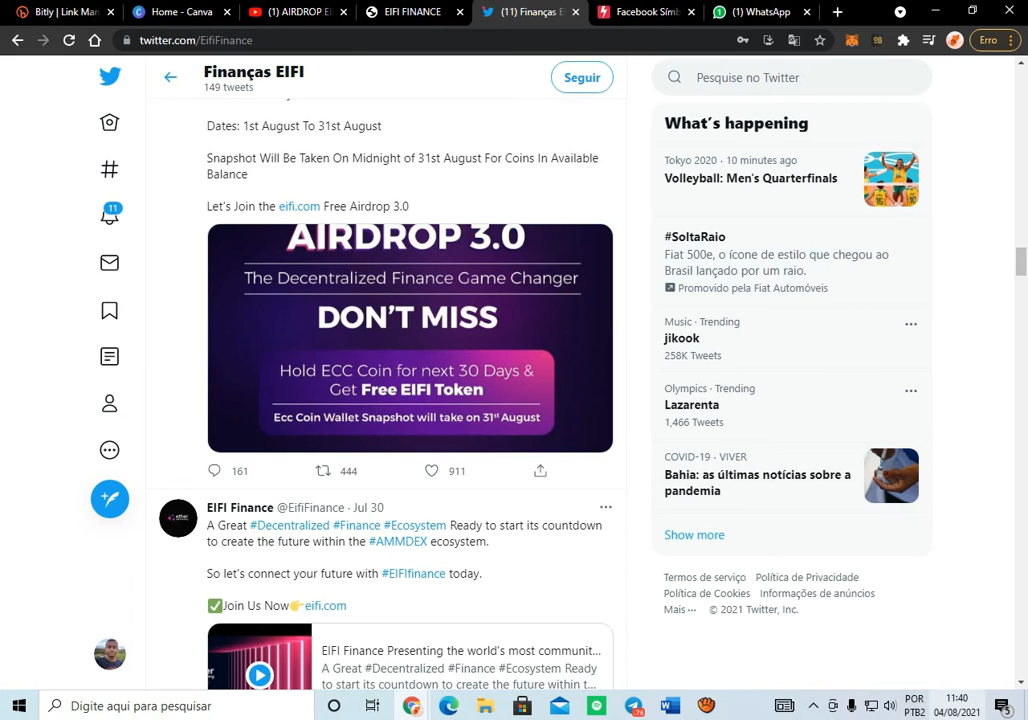 Bitly | Link Man
Home - Canva
(1) AIRDROP E
EIFI FINANCE
(11) Finanças E
Facebook Símb
(1) WhatsApp
twitter.com/EifiFinance
98
Erro
Finanças EIFI
149 tweets
Seguir
Pesquise no Twitter
Dates: 1st August To 31st August
Snapshot Will Be Taken On Midnight of 31st August For Coins In Available
Balance
Let's Join the eifi.com Free Airdrop 3.0
AIRDROP 3.0
The Decentralized Finance Game Changer
DON'T MISS
Hold ECC Coin for next 30 Days &
Get Free EIFI Token
Ecc Coin Wallet Snapshot will take on 31st August
161
444
911
EIFI Finance @EifiFinance · Jul 30
A Great #Decentralized #Finance #Ecosystem Ready to start its countdown
to create the future within the #AMMDEX ecosystem.
So let's connect your future with #EIFIfinance today.
✅Join Us Now👉eifi.com
EIFI Finance Presenting the world's most communit...
A Great #Decentralized #Finance #Ecosystem Ready
to start its countdown to create the future within t...
11
What's happening
Tokyo 2020 · 10 minutes ago
Volleyball: Men's Quarterfinals
#SoltaRaio
Fiat 500e, o ícone de estilo que chegou ao
Brasil lançado por um raio.
Promovido pela Fiat Automóveis
Music · Trending
jikook
258K Tweets
Olympics · Trending
Lazarenta
1,466 Tweets
COVID-19 · VIVER
Bahia: as últimas notícias sobre a
pandemia
Show more
Termos de serviço Política de Privacidade
Política de Cookies Informações de anúncios
Mais ··· © 2021 Twitter, Inc.
Digite aqui para pesquisar
POR
PTB2
11:40
04/08/2021
5